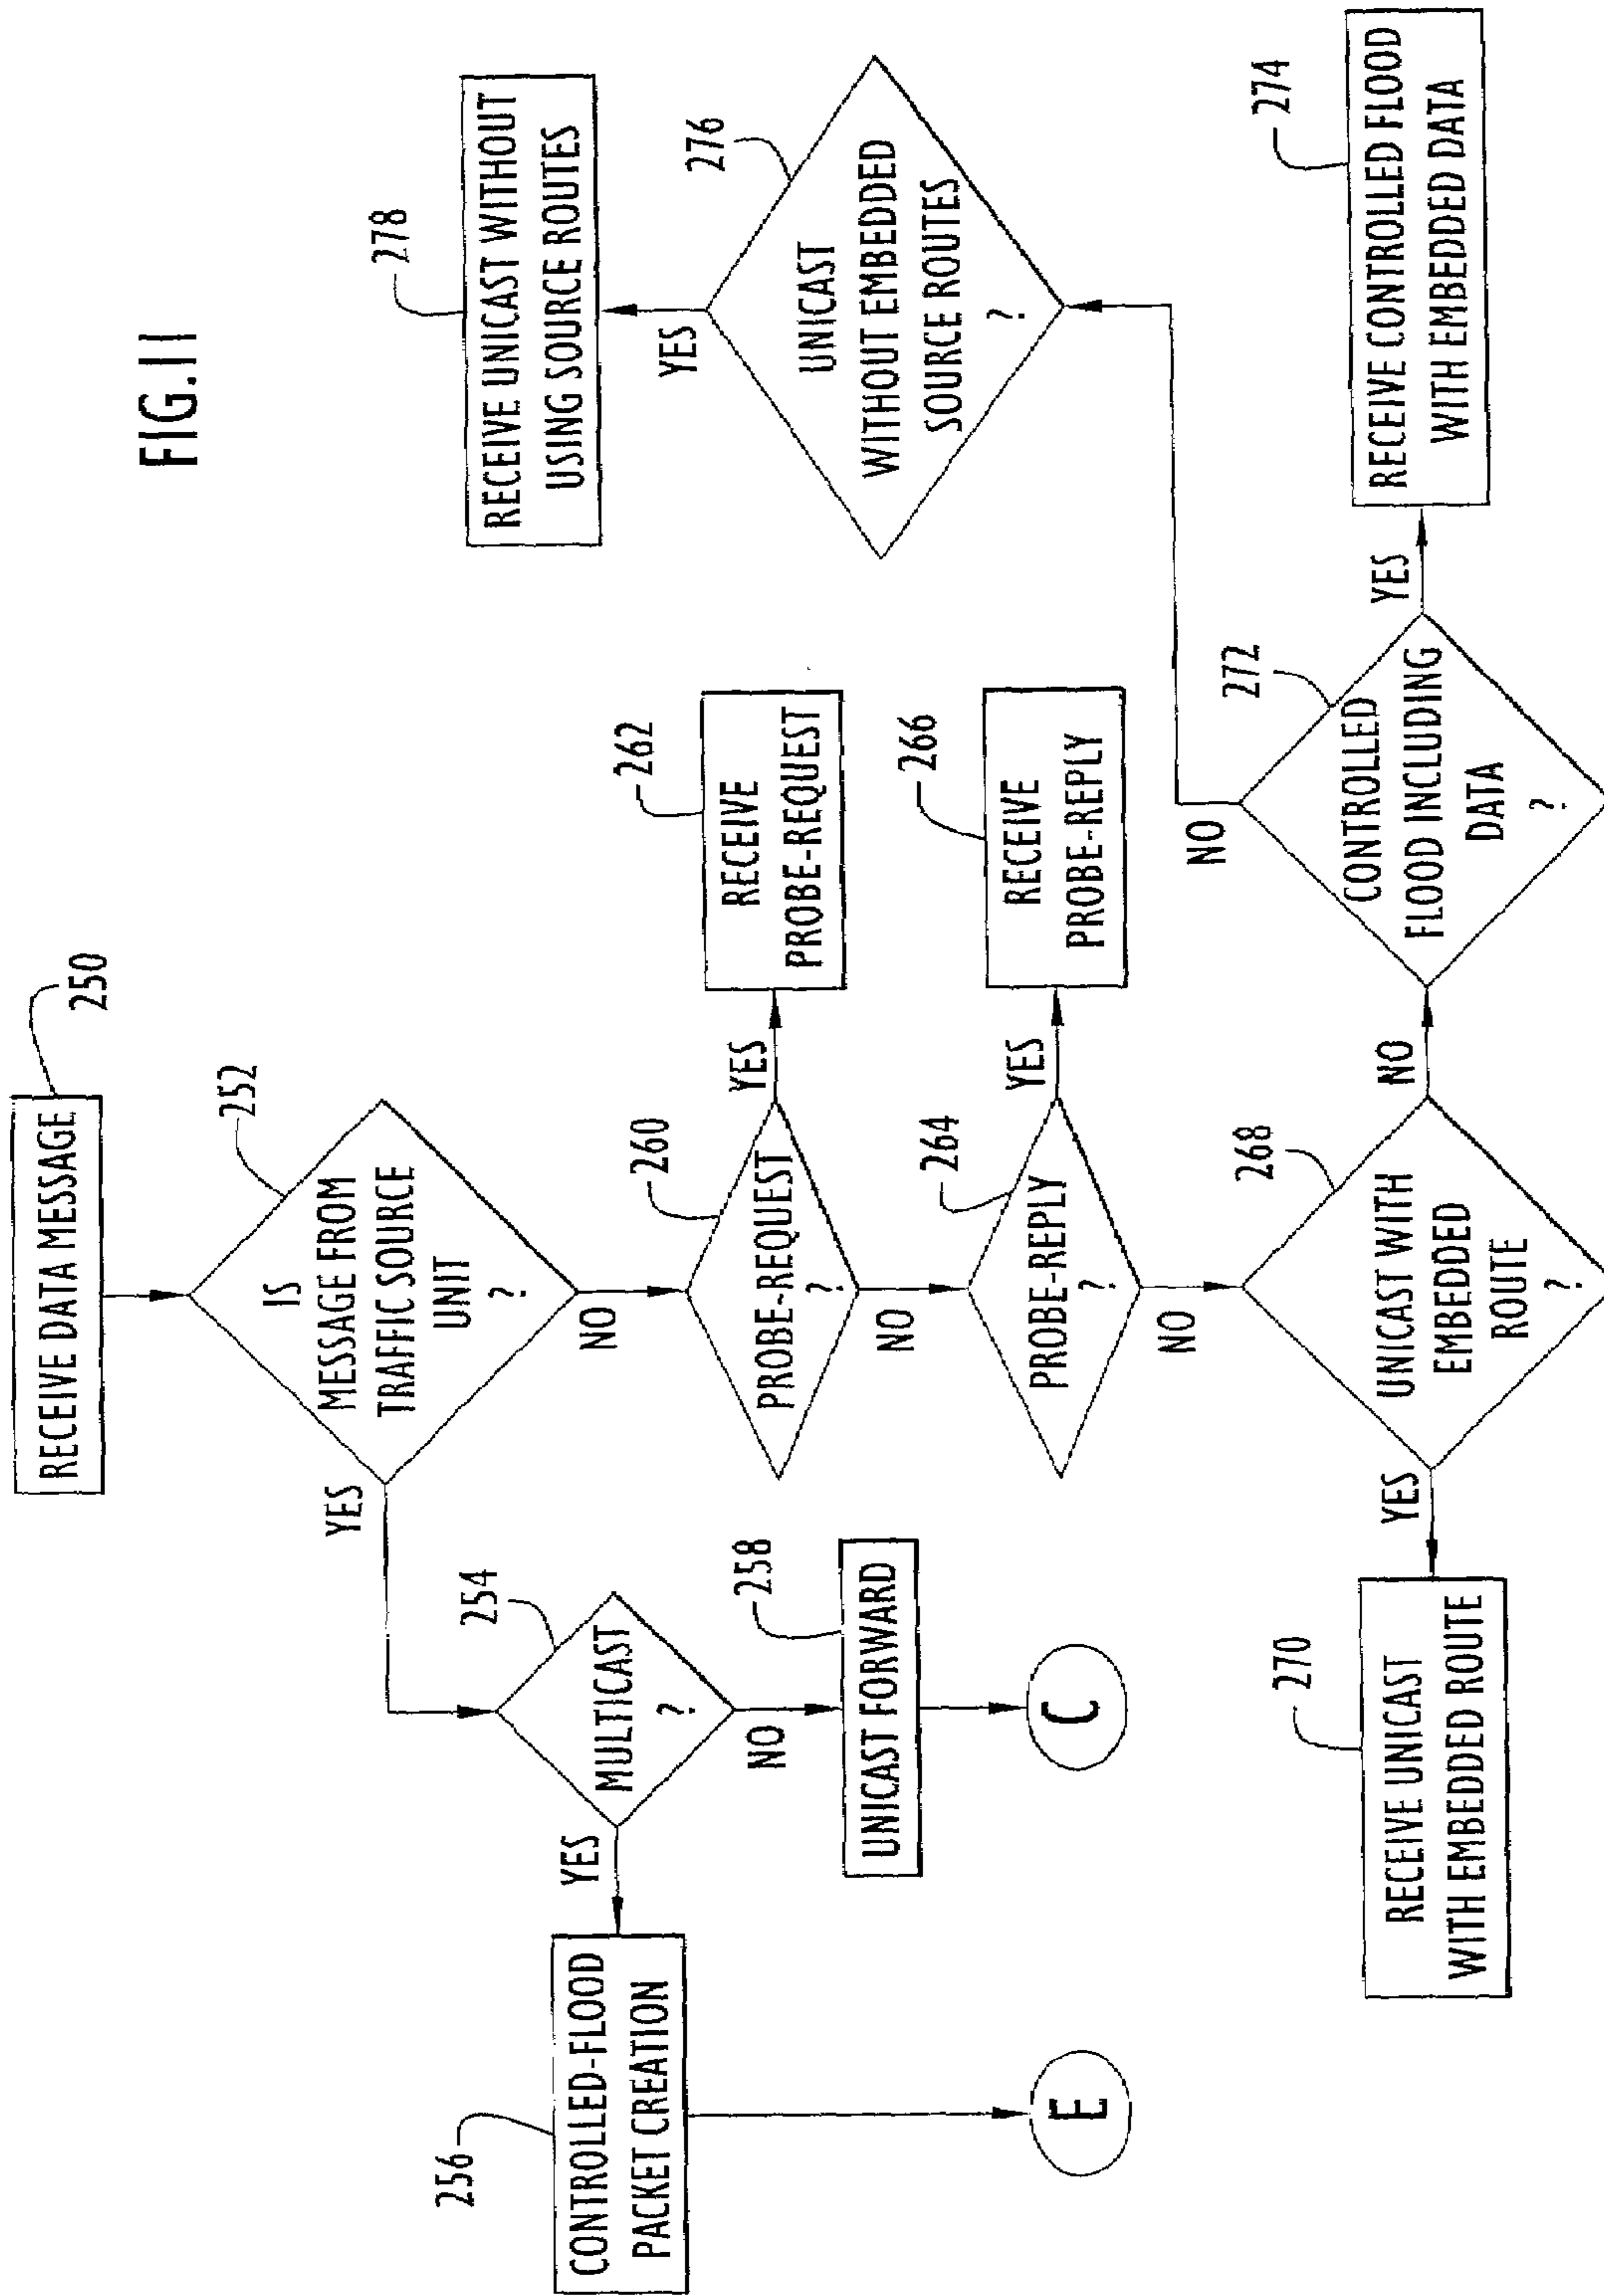 FIG.11
RECEIVE DATA MESSAGE
250
IS
MESSAGE FROM
TRAFFIC SOURCE
UNIT
?
252
YES
NO
MULTICAST
?
254
YES
NO
CONTROLLED-FLOOD
PACKET CREATION
256
E
UNICAST FORWARD
258
C
PROBE-REQUEST
?
260
YES
NO
RECEIVE
PROBE-REQUEST
262
PROBE-REPLY
?
264
YES
NO
RECEIVE
PROBE-REPLY
266
UNICAST WITH
EMBEDDED
ROUTE
?
268
YES
NO
RECEIVE UNICAST
WITH EMBEDDED ROUTE
270
CONTROLLED
FLOOD INCLUDING
DATA
?
272
YES
NO
RECEIVE CONTROLLED FLOOD
WITH EMBEDDED DATA
274
UNICAST
WITHOUT EMBEDDED
SOURCE ROUTES
?
276
YES
RECEIVE UNICAST WITHOUT
USING SOURCE ROUTES
278